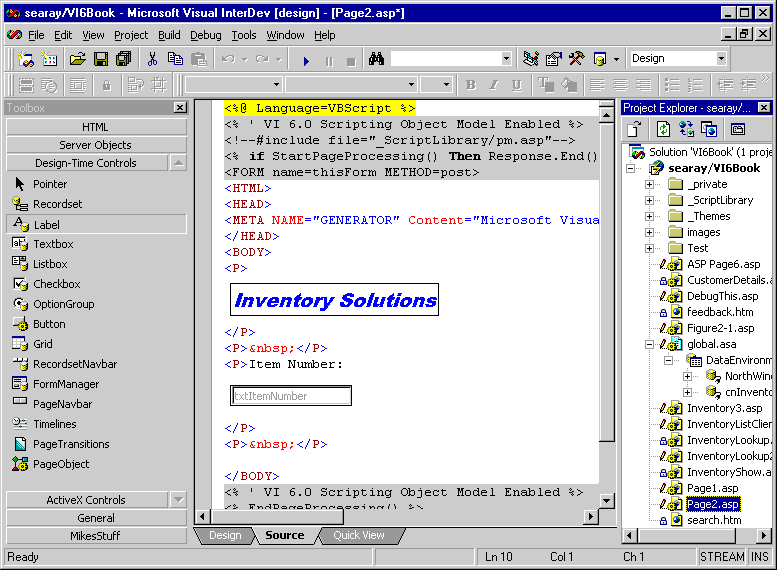 searay/VI6Book - Microsoft Visual InterDev [design] - [Page2.asp*]
File Edit View Project Build Debug Tools Window Help
Design
B I U
Toolbox
HTML
Server Objects
Design-Time Controls
Pointer
Recordset
Label
Textbox
Listbox
Checkbox
OptionGroup
Button
Grid
RecordsetNavbar
FormManager
PageNavbar
Timelines
PageTransitions
PageObject
ActiveX Controls
General
MikesStuff
<%@ Language=VBScript %>
<% ' VI 6.0 Scripting Object Model Enabled %>
<!--#include file="_ScriptLibrary/pm.asp"-->
<% if StartPageProcessing() Then Response.End()
<FORM name=thisForm METHOD=post>
<HTML>
<HEAD>
<META NAME="GENERATOR" Content="Microsoft Visua
</HEAD>
<BODY>
<P>
Inventory Solutions
</P>
<P>&nbsp;</P>
<P>Item Number:
txtItemNumber
</P>
<P>&nbsp;</P>
</BODY>
<% ' VI 6.0 Scripting Object Model Enabled %>
<% EndPageProcessing() %>
Design Source Quick View
Project Explorer - searay/...
Solution 'VI6Book' (1 proje
searay/VI6Book
_private
_ScriptLibrary
_Themes
images
Test
ASP Page6.asp
CustomerDetails.a
DebugThis.asp
feedback.htm
Figure2-1.asp
global.asa
DataEnvironm
NorthWin
cnInvento
Inventory3.asp
InventoryListClien
InventoryLookup.
InventoryLookup2
InventoryShow.as
Page1.asp
Page2.asp
search.htm
Ready
Ln 10 Col 1 Ch 1 STREAM INS